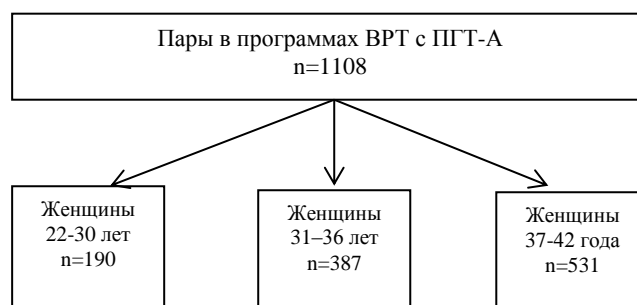 Пары в программах ВРТ с ПГТ-А
n=1108
Женщины
22-30 лет
n=190
Женщины
31–36 лет
n=387
Женщины
37-42 года
n=531